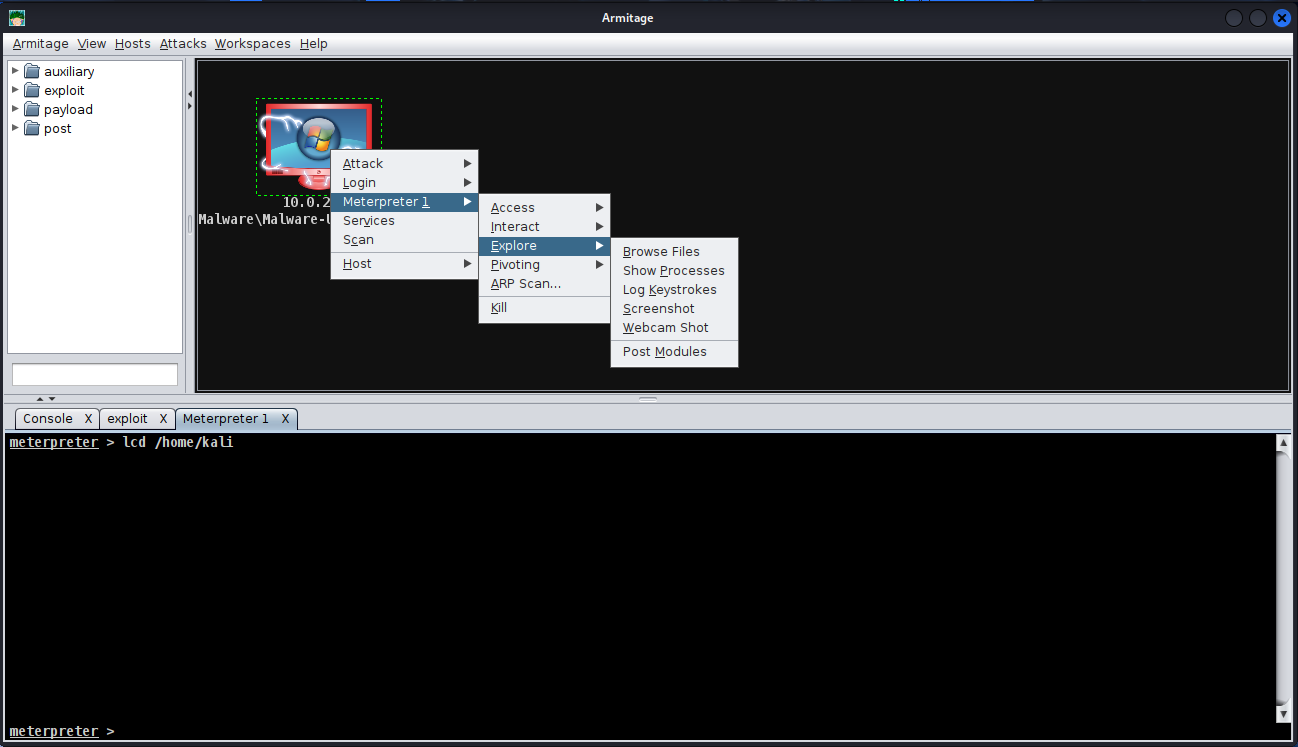 Armitage
Armitage View Hosts Attacks Workspaces Help
auxiliary
exploit
payload
post
10.0.2
Malware\Malware-
Attack
Login
Meterpreter 1
Services
Scan
Host
Access
Interact
Explore
Pivoting
ARP Scan...
Kill
Browse Files
Show Processes
Log Keystrokes
Screenshot
Webcam Shot
Post Modules
Console X exploit X Meterpreter 1 X
meterpreter > lcd /home/kali
meterpreter >